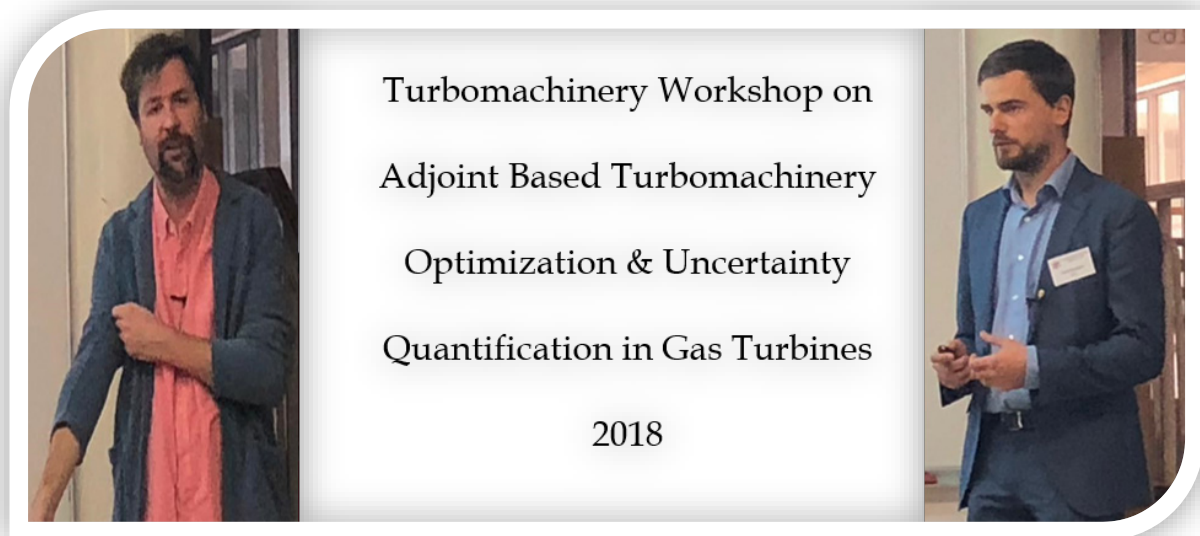 Turbomachinery Workshop on
Adjoint Based Turbomachinery
Optimization & Uncertainty
Quantification in Gas Turbines
2018